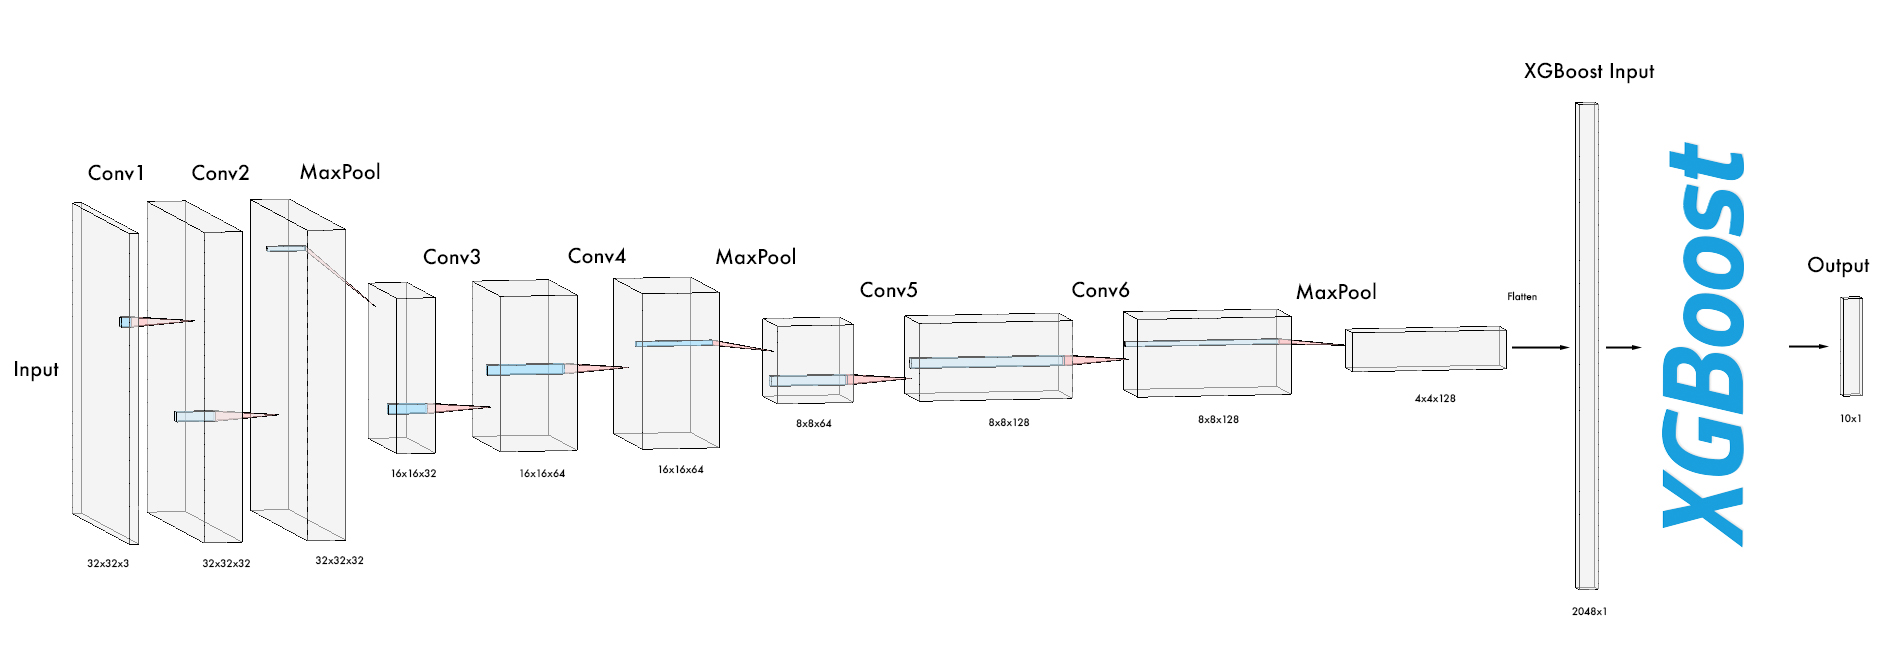 Input
Conv1
Conv2
MaxPool
32x32x3
32x32x32
32x32x32
Conv3
Conv4
MaxPool
16x16x32
16x16x64
16x16x64
Conv5
Conv6
MaxPool
8x8x64
8x8x128
8x8x128
4x4x128
Flatten
XGBoost Input
2048x1
XGBoost
Output
10x1